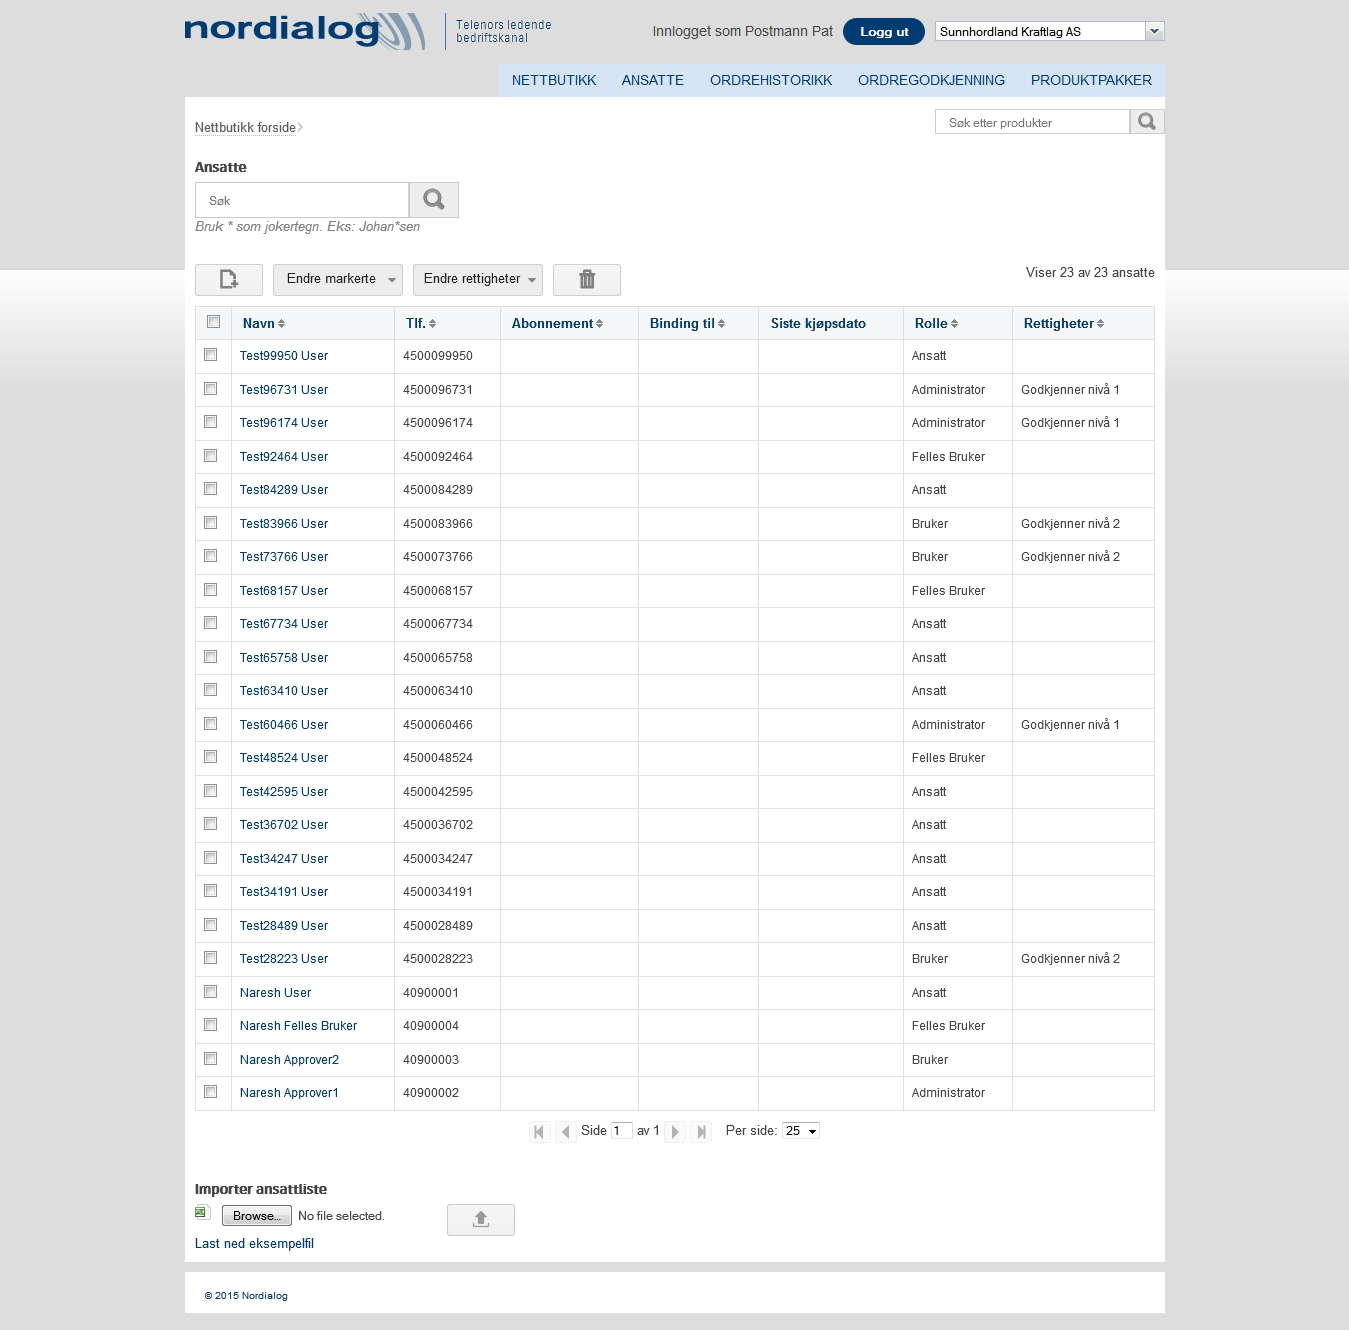 nordialog
Telenors ledende
bedriftskanal
Innlogget som Postmann Pat
Logg ut
Sunnhordland Kraftlag AS
NETTBUTIKK ANSATTE ORDREHISTORIKK ORDREGODKJENNING PRODUKTPAKKER
Nettbutikk forside
Søk etter produkter
Ansatte
Søk
Bruk * som jokertegn. Eks: Johan*sen
Endre markerte Endre rettigheter
Viser 23 av 23 ansatte
Navn Tlf. Abonnement Binding til Siste kjøpsdato Rolle Rettigheter
Test99950 User 4500099950 Ansatt
Test96731 User 4500096731 Administrator Godkjenner nivå 1
Test96174 User 4500096174 Administrator Godkjenner nivå 1
Test92464 User 4500092464 Felles Bruker
Test84289 User 4500084289 Ansatt
Test83966 User 4500083966 Bruker Godkjenner nivå 2
Test73766 User 4500073766 Bruker Godkjenner nivå 2
Test68157 User 4500068157 Felles Bruker
Test67734 User 4500067734 Ansatt
Test65758 User 4500065758 Ansatt
Test63410 User 4500063410 Ansatt
Test60466 User 4500060466 Administrator Godkjenner nivå 1
Test48524 User 4500048524 Felles Bruker
Test42595 User 4500042595 Ansatt
Test36702 User 4500036702 Ansatt
Test34247 User 4500034247 Ansatt
Test34191 User 4500034191 Ansatt
Test28489 User 4500028489 Ansatt
Test28223 User 4500028223 Bruker Godkjenner nivå 2
Naresh User 40900001 Ansatt
Naresh Felles Bruker 40900004 Felles Bruker
Naresh Approver2 40900003 Bruker
Naresh Approver1 40900002 Administrator
Side 1 av 1 Per side: 25
Importer ansattliste
Browse... No file selected.
Last ned eksempelfil
© 2015 Nordialog